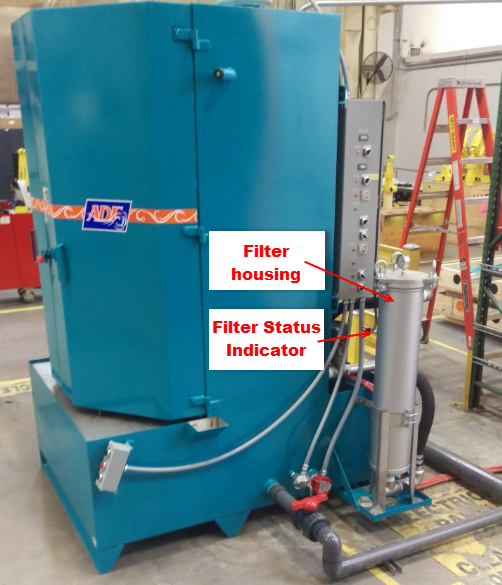 ADF
Filter
housing
Filter Status
Indicator